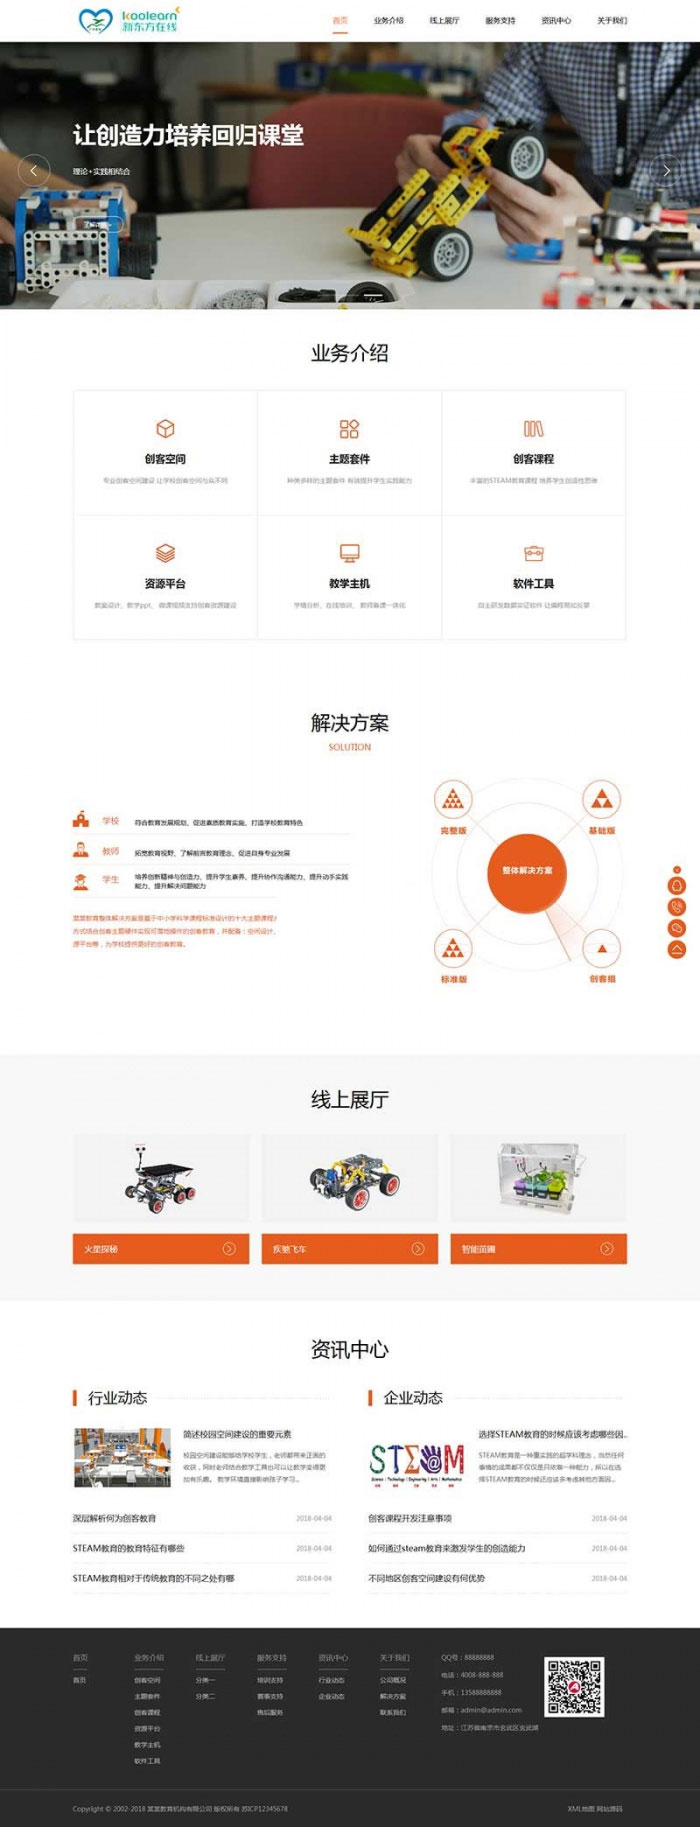 koolearn
新东方在线
首页 业务介绍 线上展厅 服务支持 资讯中心 关于我们
让创造力培养回归课堂
理论+实践相结合
业务介绍
创客空间 主题套件 创客课程
专业创客空间建设 让学校创客空间与众不同 种类多样的主题套件 有效提升学生实践能力 丰富的STEAM教育课程 培养学生创造性思维
资源平台 教学主机 软件工具
教案设计、教学ppt、微课视频支持创客资源建设 学情分析、在线培训、教师备课一体化 自主研发数据实证软件 让编程简如反掌
解决方案
SOLUTION
学校 符合教育发展规划、促进素质教育实施、打造学校教育特色
教师 拓宽教育视野、了解前言教育理念、促进自身专业发展
学生 培养创新精神与创造力、提升学生素养、提升协作沟通能力、提升动手实践
能力、提升解决问题能力
某某教育整体解决方案是基于中小学科学课程标准设计的十大主题课程，
方式结合创客主题硬件实现可落地操作的创客教育，并配备：空间设计、
源平台等，为学校提供更好的创客教育。
完整版 基础版
整体解决方案
标准版 创客组
线上展厅
火星探秘 疾驰飞车 智能苗圃
资讯中心
行业动态 企业动态
简述校园空间建设的重要元素
校园空间建设能够给学校学生，老师都带来正面的
收获，同时老师结合教学工具也可以让教学变得更
加有乐趣。 教学环境直接影响孩子学习...
STE@M
Science | Technology | Engineering | Arts | Mathematics
选择STEAM教育的时候应该考虑哪些因..
STEAM教育是一种重实践的超学科理念，当然任何
事情的成果都不仅仅是只依靠一种能力，所以在选
择STEAM教育的时候还应该多考虑其他方面因...
深层解析何为创客教育 2018-04-04
STEAM教育的教育特征有哪些 2018-04-04
STEAM教育相对于传统教育的不同之处有哪 2018-04-04
创客课程开发注意事项 2018-04-04
如何通过steam教育来激发学生的创造能力 2018-04-04
不同地区创客空间建设有何优势 2018-04-04
首页 业务介绍 线上展厅 服务支持 资讯中心 关于我们
首页 创客空间 分类一 培训支持 行业动态 公司概况
主题套件 分类二 赛事支持 企业动态 解决方案
创客课程 售后服务 联系我们
资源平台
教学主机
软件工具
QQ号：88888888
电话：4008-888-888
手机：13588888888
邮箱：admin@admin.com
地址：江苏省南京市玄武区玄武湖
Copyright © 2002-2018 某某教育机构有限公司 版权所有 苏ICP12345678
XML地图 网站源码